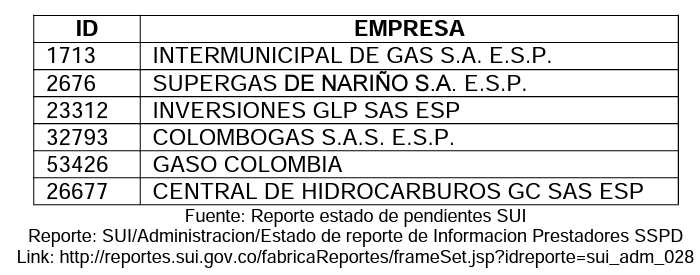 ID EMPRESA
1713 INTERMUNICIPAL DE GAS S.A. E.S.P.
2676 SUPERGAS DE NARIÑO S.A. E.S.P.
23312 INVERSIONES GLP SAS ESP
32793 COLOMBOGAS S.A.S. E.S.P.
53426 GASO COLOMBIA
26677 CENTRAL DE HIDROCARBUROS GC SAS ESP
Fuente: Reporte estado de pendientes SUI
Reporte: SUI/Administracion/Estado de reporte de Informacion Prestadores SSPD
Link: http://reportes.sui.gov.co/fabricaReportes/frameSet.jsp?idreporte=sui_adm_028